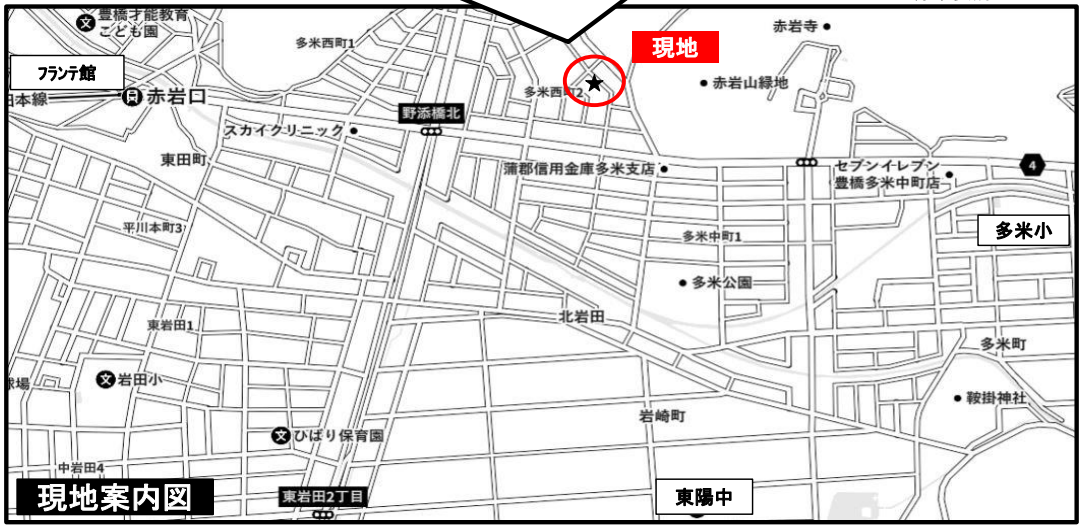 豊橋才能教育
こども園
赤岩寺
多米西町1
現地
フランテ館
赤岩山緑地
多米西町2
日本線
赤岩口
野添橋北
スカイクリニック
東田町
蒲郡信用金庫多米支店
セブンイレブン
豊橋多米中町店
4
平川本町3
多米中町1
多米小
多米公園
北岩田
東岩田1
多米町
球場
岩田小
鞍掛神社
岩崎町
ひばり保育園
中岩田4
現地案内図
東岩田2丁目
東陽中